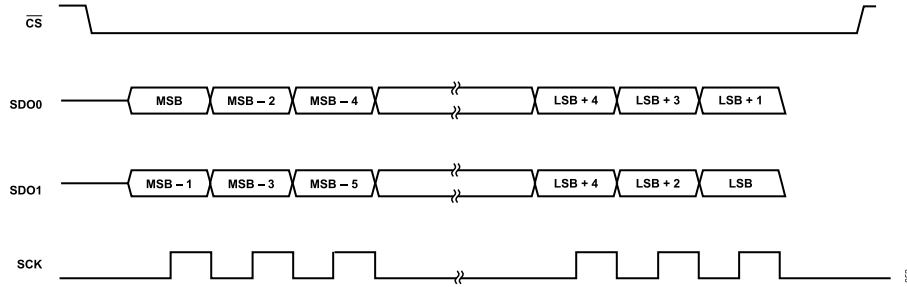 CS
SDO0 MSB MSB – 2 MSB – 4 LSB + 4 LSB + 3 LSB + 1
SDO1 MSB – 1 MSB – 3 MSB – 5 LSB + 4 LSB + 2 LSB
SCK